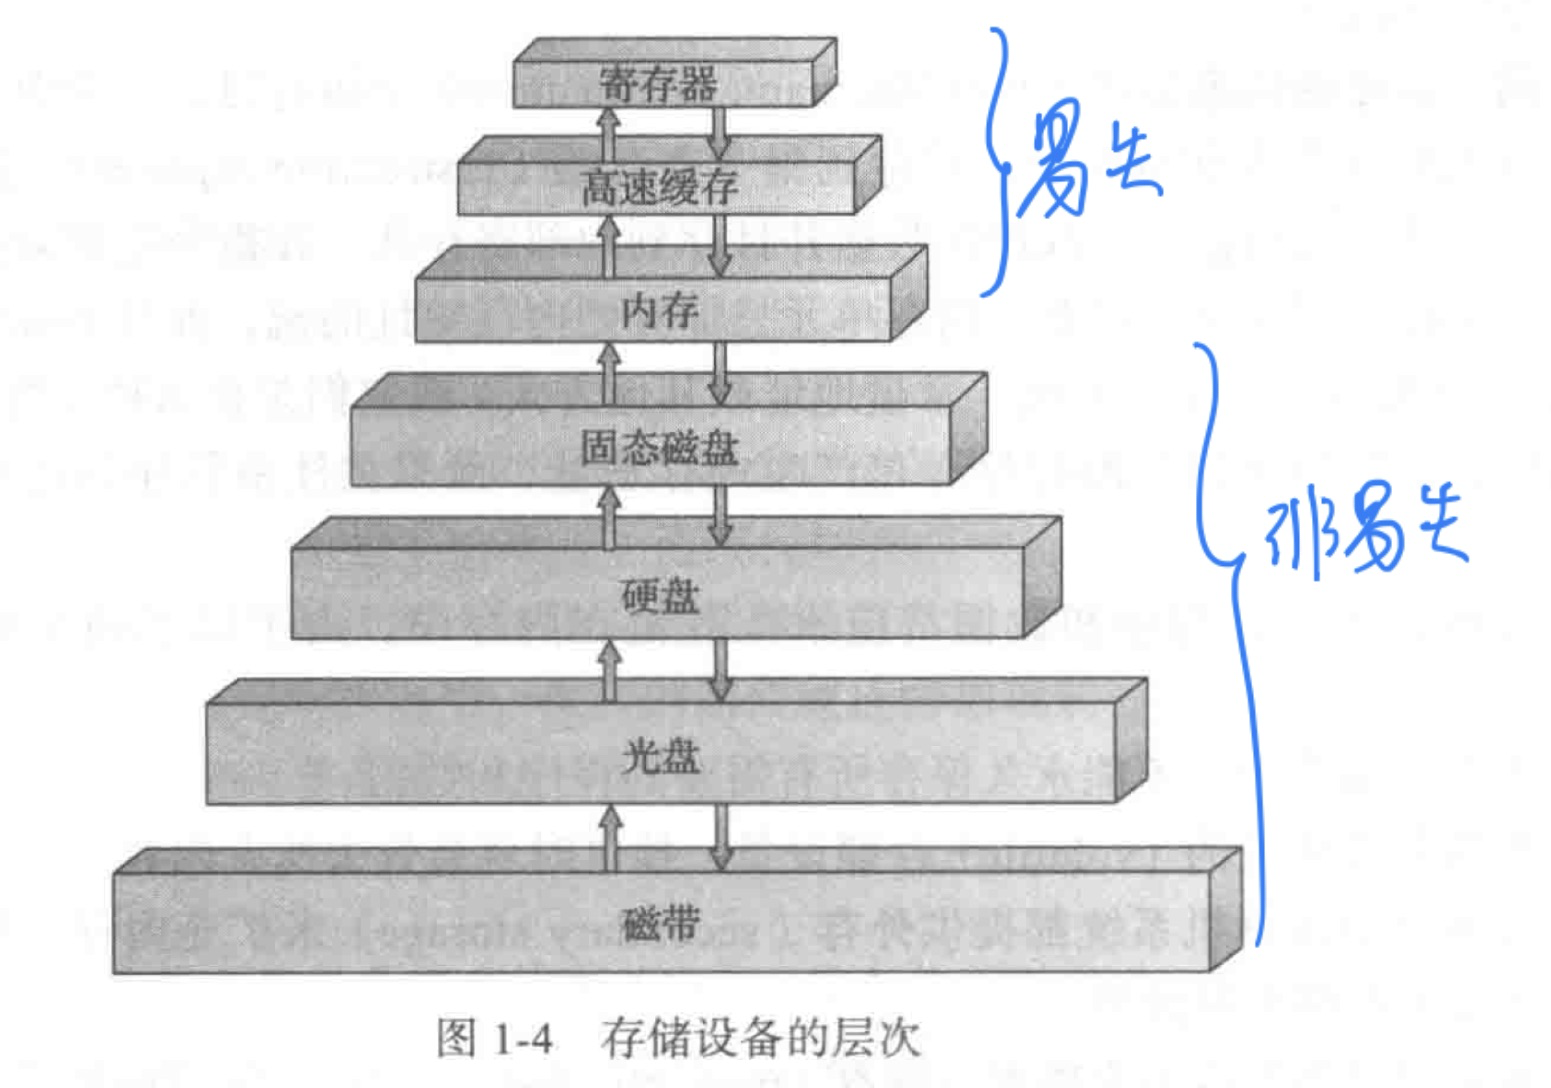 寄存器
高速缓存
易失
内存
固态磁盘
硬盘
非易失
光盘
磁带
图 1-4 存储设备的层次